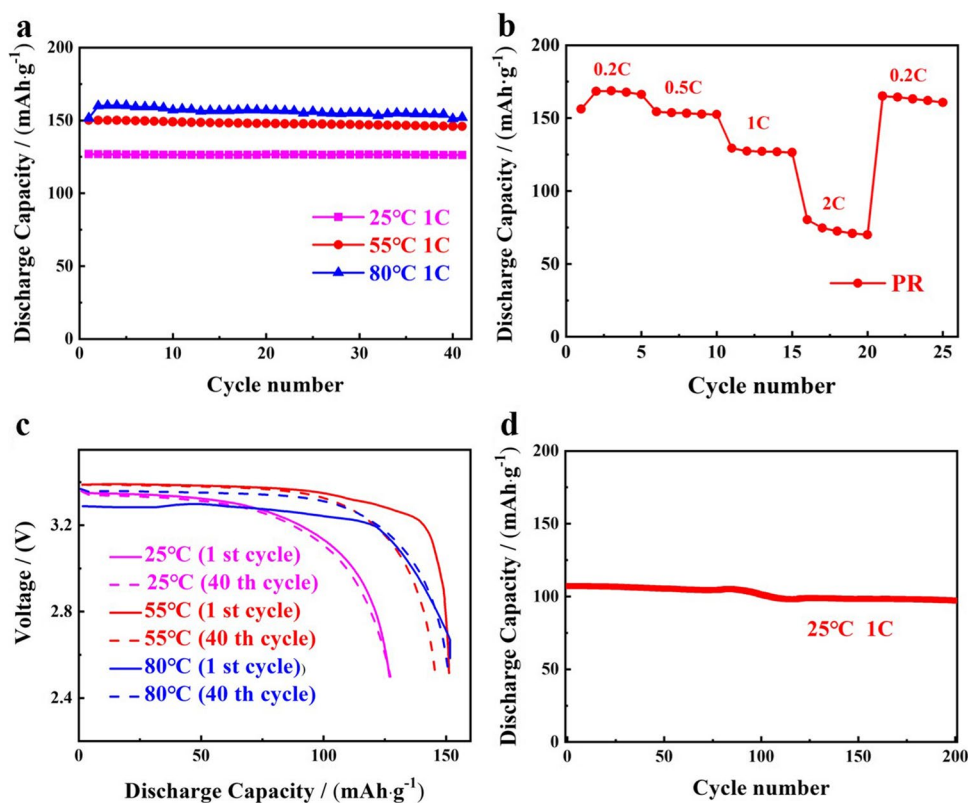 a
Discharge Capacity / (mAh·g⁻¹)
200
150
100
50
0
25℃ 1C
55℃ 1C
80℃ 1C
0 10 20 30 40
Cycle number
b
Discharge Capacity / (mAh·g⁻¹)
200
150
100
50
0
0.2C
0.5C
1C
2C
0.2C
PR
0 5 10 15 20 25
Cycle number
c
Voltage / (V)
3.2
2.8
2.4
25℃ (1 st cycle)
25℃ (40 th cycle)
55℃ (1 st cycle)
55℃ (40 th cycle)
80℃ (1 st cycle))
80℃ (40 th cycle)
0 50 100 150
Discharge Capacity / (mAh·g⁻¹)
d
Discharge Capacity / (mAh·g⁻¹)
200
150
100
50
0
25℃ 1C
0 50 100 150 200
Cycle number